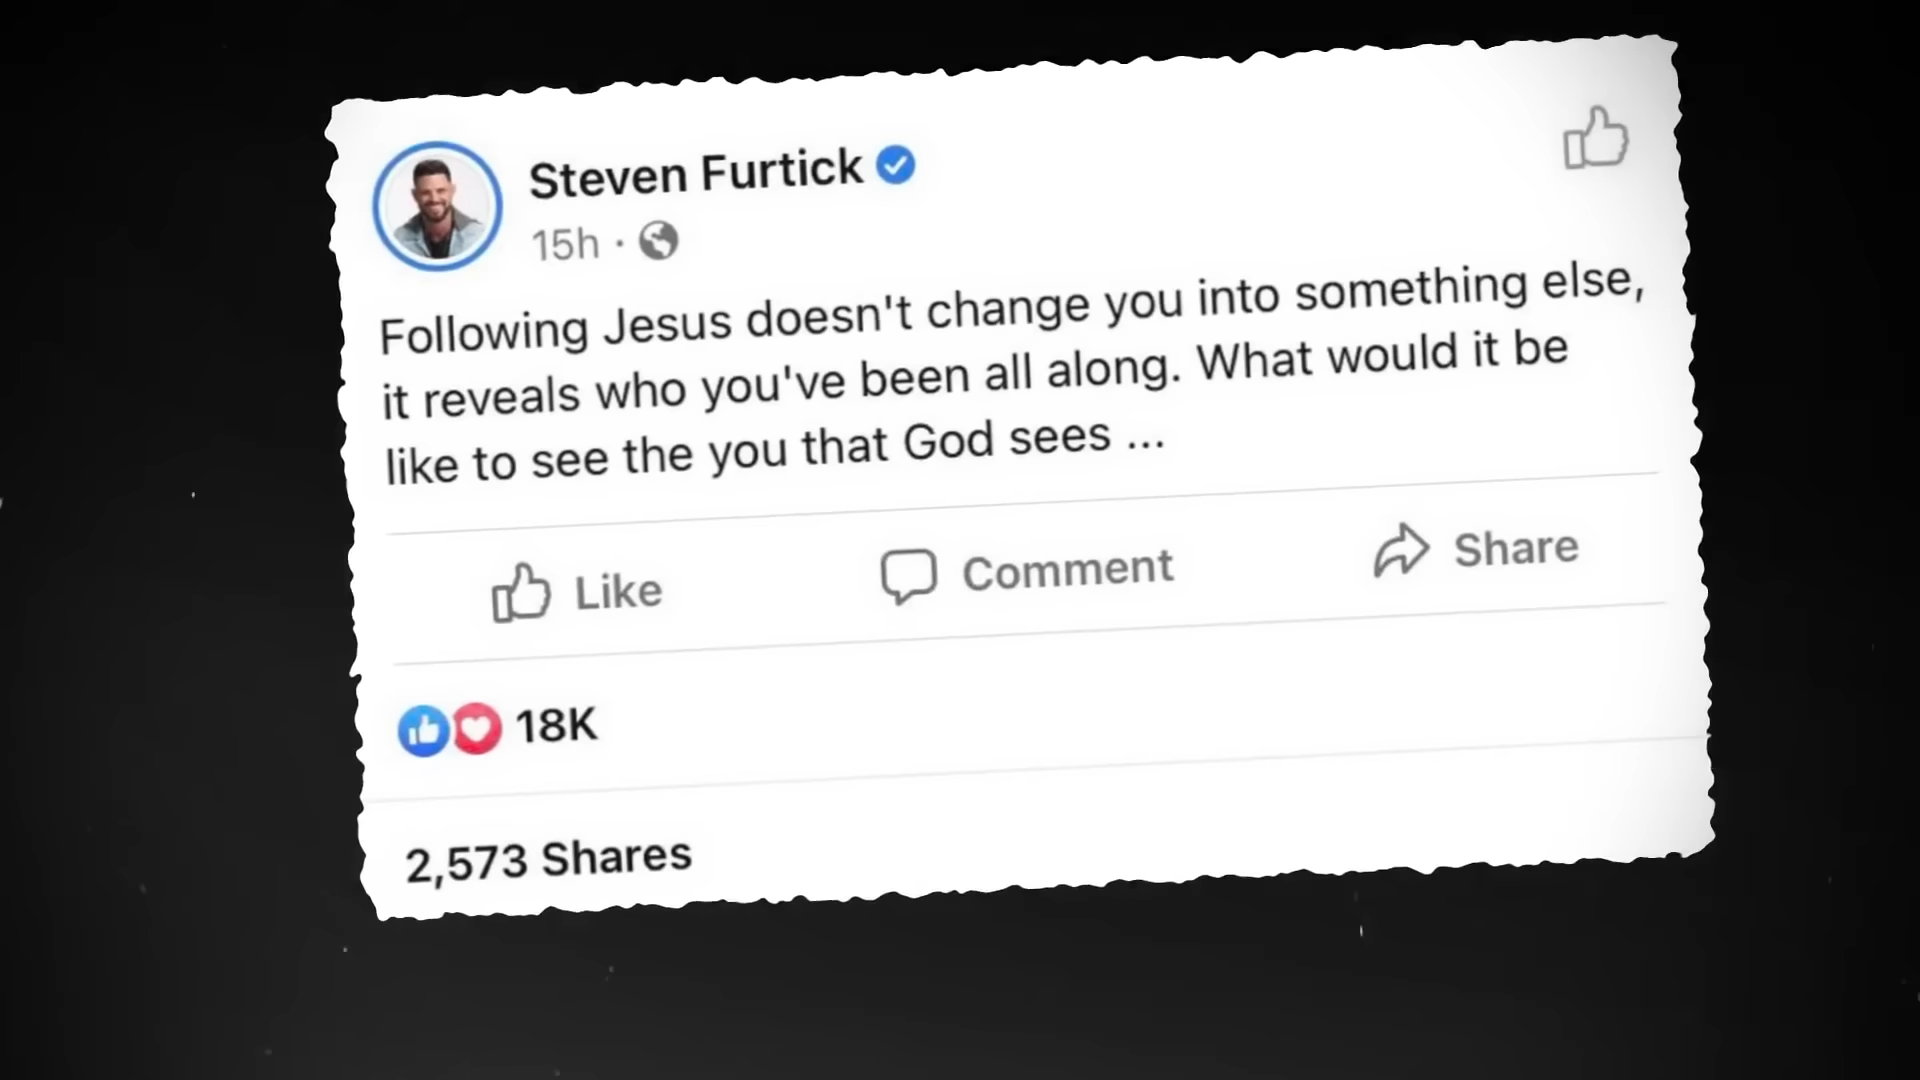 Steven Furtick
15h ·
Following Jesus doesn't change you into something else,
it reveals who you've been all along. What would it be
like to see the you that God sees ...
Like
Comment
Share
18K
2,573 Shares